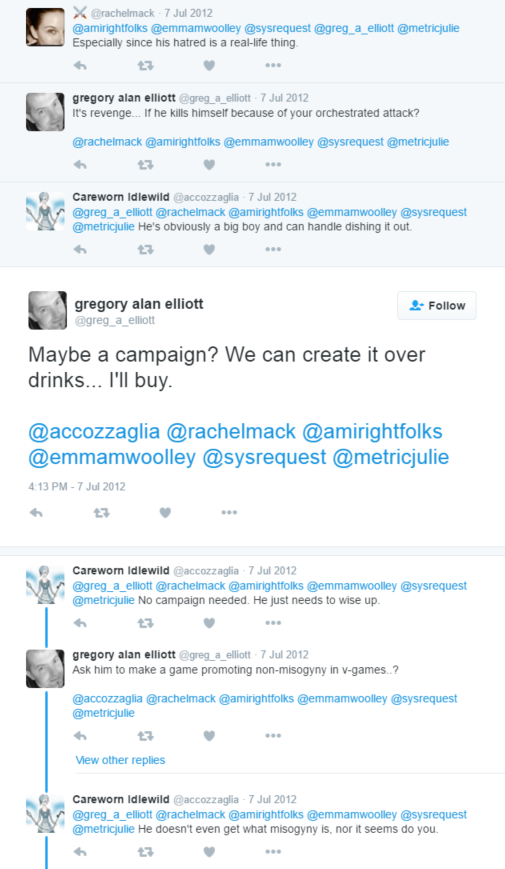 @rachelmack · 7 Jul 2012
@amirightfolks @emmamwoolley @sysrequest @greg_a_elliott @metricjulie
Especially since his hatred is a real-life thing.
gregory alan elliott @greg_a_elliott · 7 Jul 2012
It's revenge... If he kills himself because of your orchestrated attack?
@rachelmack @amirightfolks @emmamwoolley @sysrequest @metricjulie
Careworn Idlewild @accozzaglia · 7 Jul 2012
@greg_a_elliott @rachelmack @amirightfolks @emmamwoolley @sysrequest
@metricjulie He's obviously a big boy and can handle dishing it out.
gregory alan elliott
@greg_a_elliott
Follow
Maybe a campaign? We can create it over
drinks... I'll buy.
@accozzaglia @rachelmack @amirightfolks
@emmamwoolley @sysrequest @metricjulie
4:13 PM - 7 Jul 2012
Careworn Idlewild @accozzaglia · 7 Jul 2012
@greg_a_elliott @rachelmack @amirightfolks @emmamwoolley @sysrequest
@metricjulie No campaign needed. He just needs to wise up.
gregory alan elliott @greg_a_elliott · 7 Jul 2012
Ask him to make a game promoting non-misogyny in v-games..?
@accozzaglia @rachelmack @amirightfolks @emmamwoolley @sysrequest
@metricjulie
View other replies
Careworn Idlewild @accozzaglia · 7 Jul 2012
@greg_a_elliott @rachelmack @amirightfolks @emmamwoolley @sysrequest
@metricjulie He doesn't even get what misogyny is, nor it seems do you.